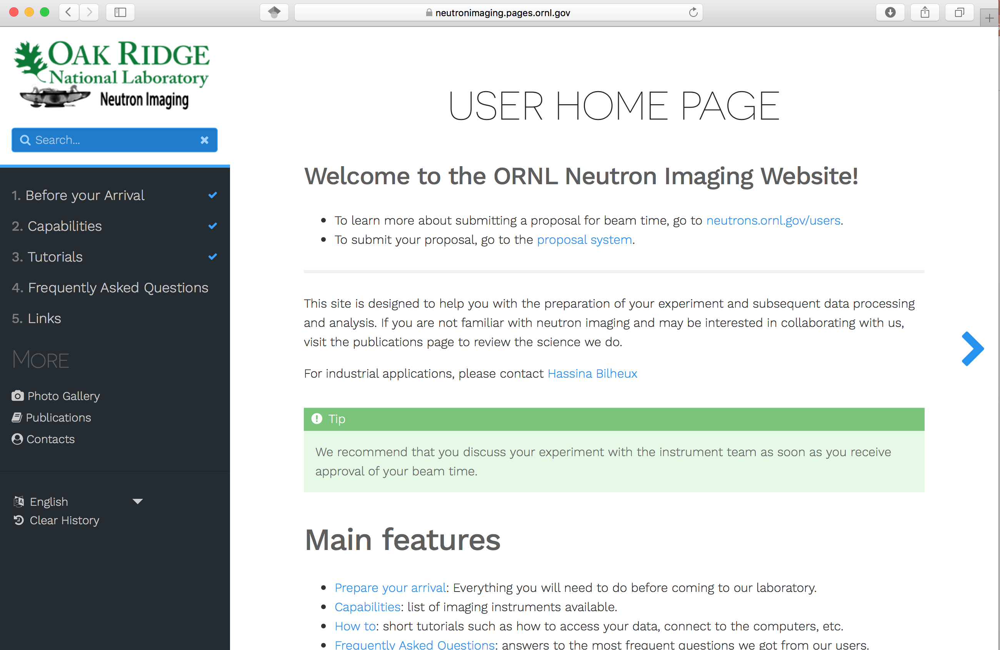 neutronimaging.pages.ornl.gov
OAK RIDGE
National Laboratory
Neutron Imaging
Search...
1. Before your Arrival
2. Capabilities
3. Tutorials
4. Frequently Asked Questions
5. Links
MORE
Photo Gallery
Publications
Contacts
English
Clear History
USER HOME PAGE
Welcome to the ORNL Neutron Imaging Website!
• To learn more about submitting a proposal for beam time, go to neutrons.ornl.gov/users.
• To submit your proposal, go to the proposal system.
This site is designed to help you with the preparation of your experiment and subsequent data processing
and analysis. If you are not familiar with neutron imaging and may be interested in collaborating with us,
visit the publications page to review the science we do.
For industrial applications, please contact Hassina Bilheux
Tip
We recommend that you discuss your experiment with the instrument team as soon as you receive
approval of your beam time.
Main features
• Prepare your arrival: Everything you will need to do before coming to our laboratory.
• Capabilities: list of imaging instruments available.
• How to: short tutorials such as how to access your data, connect to the computers, etc.
• Frequently Asked Questions: answers to the most frequent questions we got from our users.